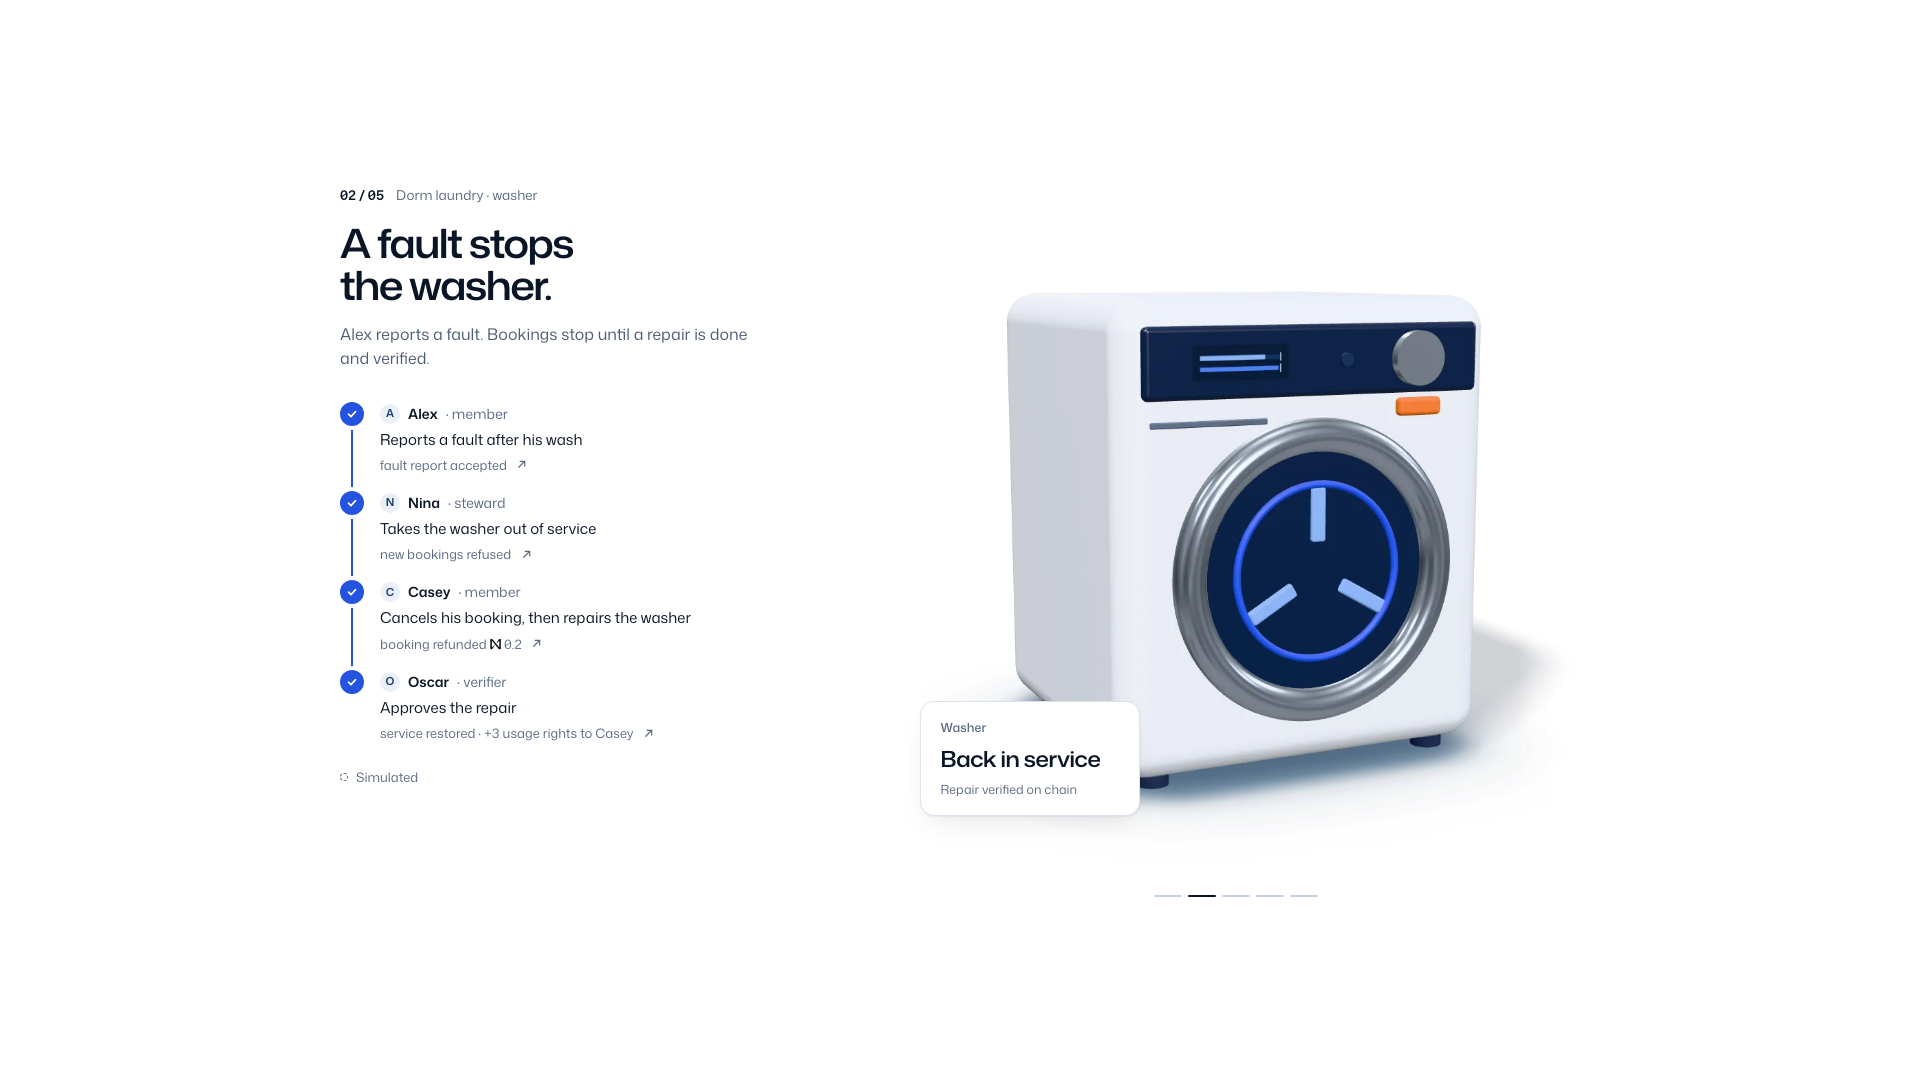 02 / 05 Dorm laundry · washer
A fault stops
the washer.
Alex reports a fault. Bookings stop until a repair is done
and verified.
A Alex · member
Reports a fault after his wash
fault report accepted ↗
N Nina · steward
Takes the washer out of service
new bookings refused ↗
C Casey · member
Cancels his booking, then repairs the washer
booking refunded N 0.2 ↗
O Oscar · verifier
Approves the repair
service restored · +3 usage rights to Casey ↗
Simulated
Washer
Back in service
Repair verified on chain